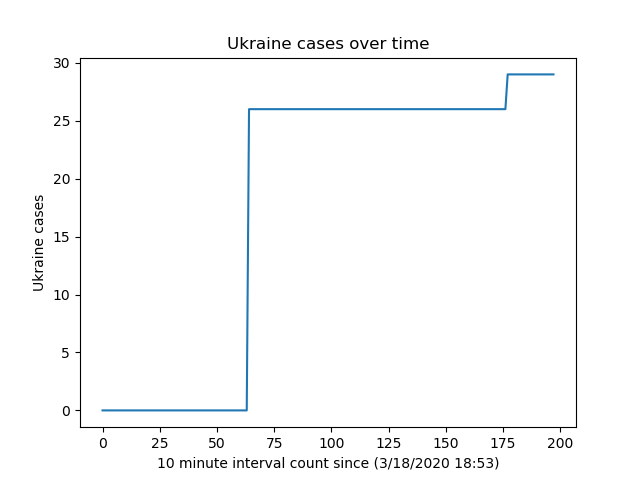 Ukraine cases over time
30
25
20
15
10
5
0
Ukraine cases
0 25 50 75 100 125 150 175 200
10 minute interval count since (3/18/2020 18:53)